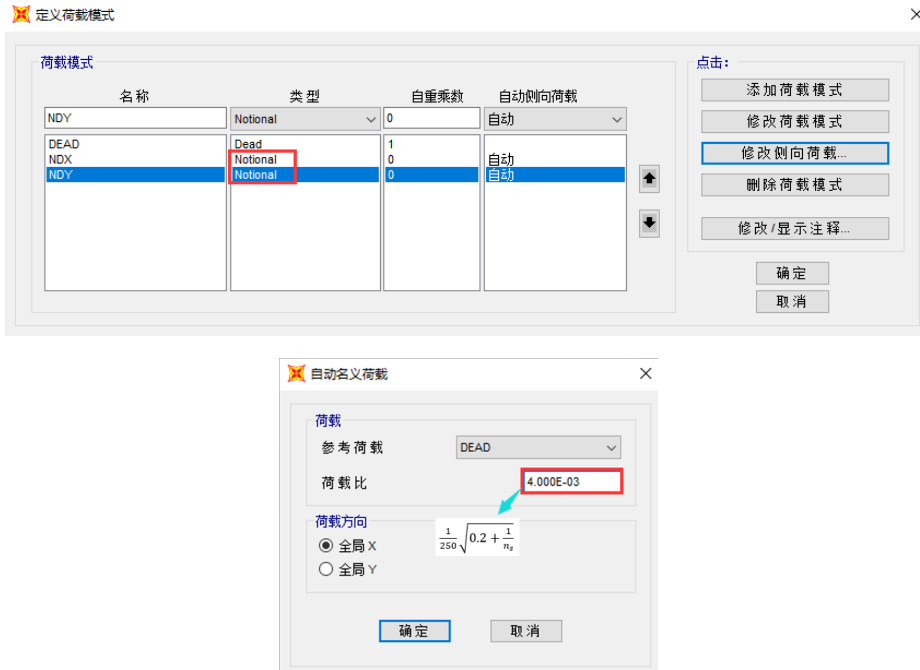 定义荷载模式
荷载模式
名称 类型 自重乘数 自动侧向荷载
NDY Notional 0 自动
DEAD Dead 1
NDX Notional 0 自动
NDY Notional 0 自动
点击：
添加荷载模式
修改荷载模式
修改侧向荷载...
删除荷载模式
修改/显示注释...
确定
取消
自动名义荷载
荷载
参考荷载 DEAD
荷载比 4.000E-03
荷载方向
全局 X
全局 Y
1/250 √(0.2 + 1/nₛ)
确定 取消